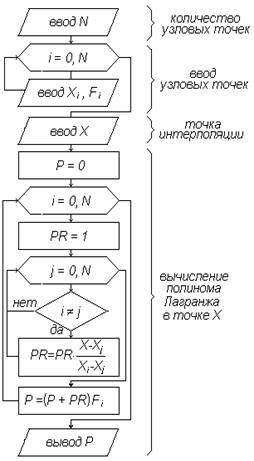 ввод N
количество
узловых точек
i = 0, N
ввод Xi , Fi
ввод
узловых точек
ввод X
точка
интерполяции
P = 0
i = 0, N
PR = 1
j = 0, N
нет
i ≠ j
да
PR=PR· X-Xj / Xi-Xj
P =(P + PR)Fi
вычисление
полинома
Лагранжа
в точке X
вывод P